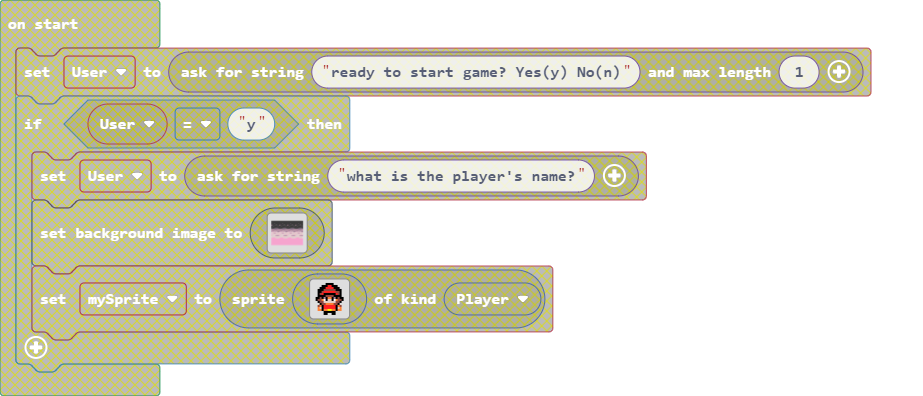 on start
set User to ask for string "ready to start game? Yes(y) No(n)" and max length 1
if User = "y" then
set User to ask for string "what is the player's name?"
set background image to
set mySprite to sprite of kind Player